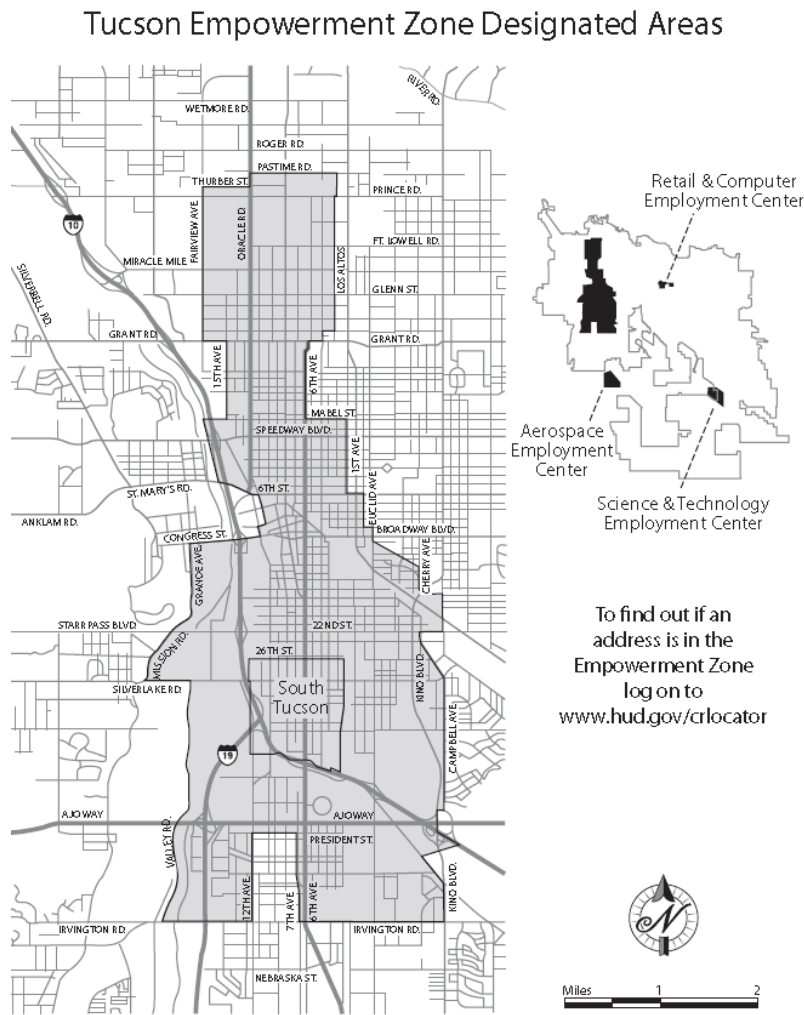 Tucson Empowerment Zone Designated Areas
RIVER RD.
WETMORE RD.
ROGER RD.
PASTIME RD.
THURBER ST.
PRINCE RD.
FAIRVIEW AVE.
ORACLE RD.
10
FT. LOWELL RD.
MIRACLE MILE
LOS ALTOS
SILVERBELL RD.
GLENN ST.
GRANT RD.
GRANT RD.
15TH AVE.
6TH AVE.
MABEL ST.
SPEEDWAY BLVD.
1ST AVE.
ST. MARY'S RD.
6TH ST.
EUCLID AVE.
ANKLAM RD.
CONGRESS ST.
BROADWAY BLVD.
GRANDE AVE.
CHERRY AVE.
STARR PASS BLVD.
22ND ST.
MISSION RD.
26TH ST.
KINO BLVD.
SILVERLAKE RD.
South
Tucson
CAMPBELL AVE.
19
AJO WAY
AJO WAY
VALLEY RD.
PRESIDENT ST.
12TH AVE.
7TH AVE.
6TH AVE.
KINO BLVD.
IRVINGTON RD.
IRVINGTON RD.
NEBRASKA ST.
Retail & Computer
Employment Center
Aerospace
Employment
Center
Science & Technology
Employment Center
To find out if an
address is in the
Empowerment Zone
log on to
www.hud.gov/crlocator
N
Miles 1 2